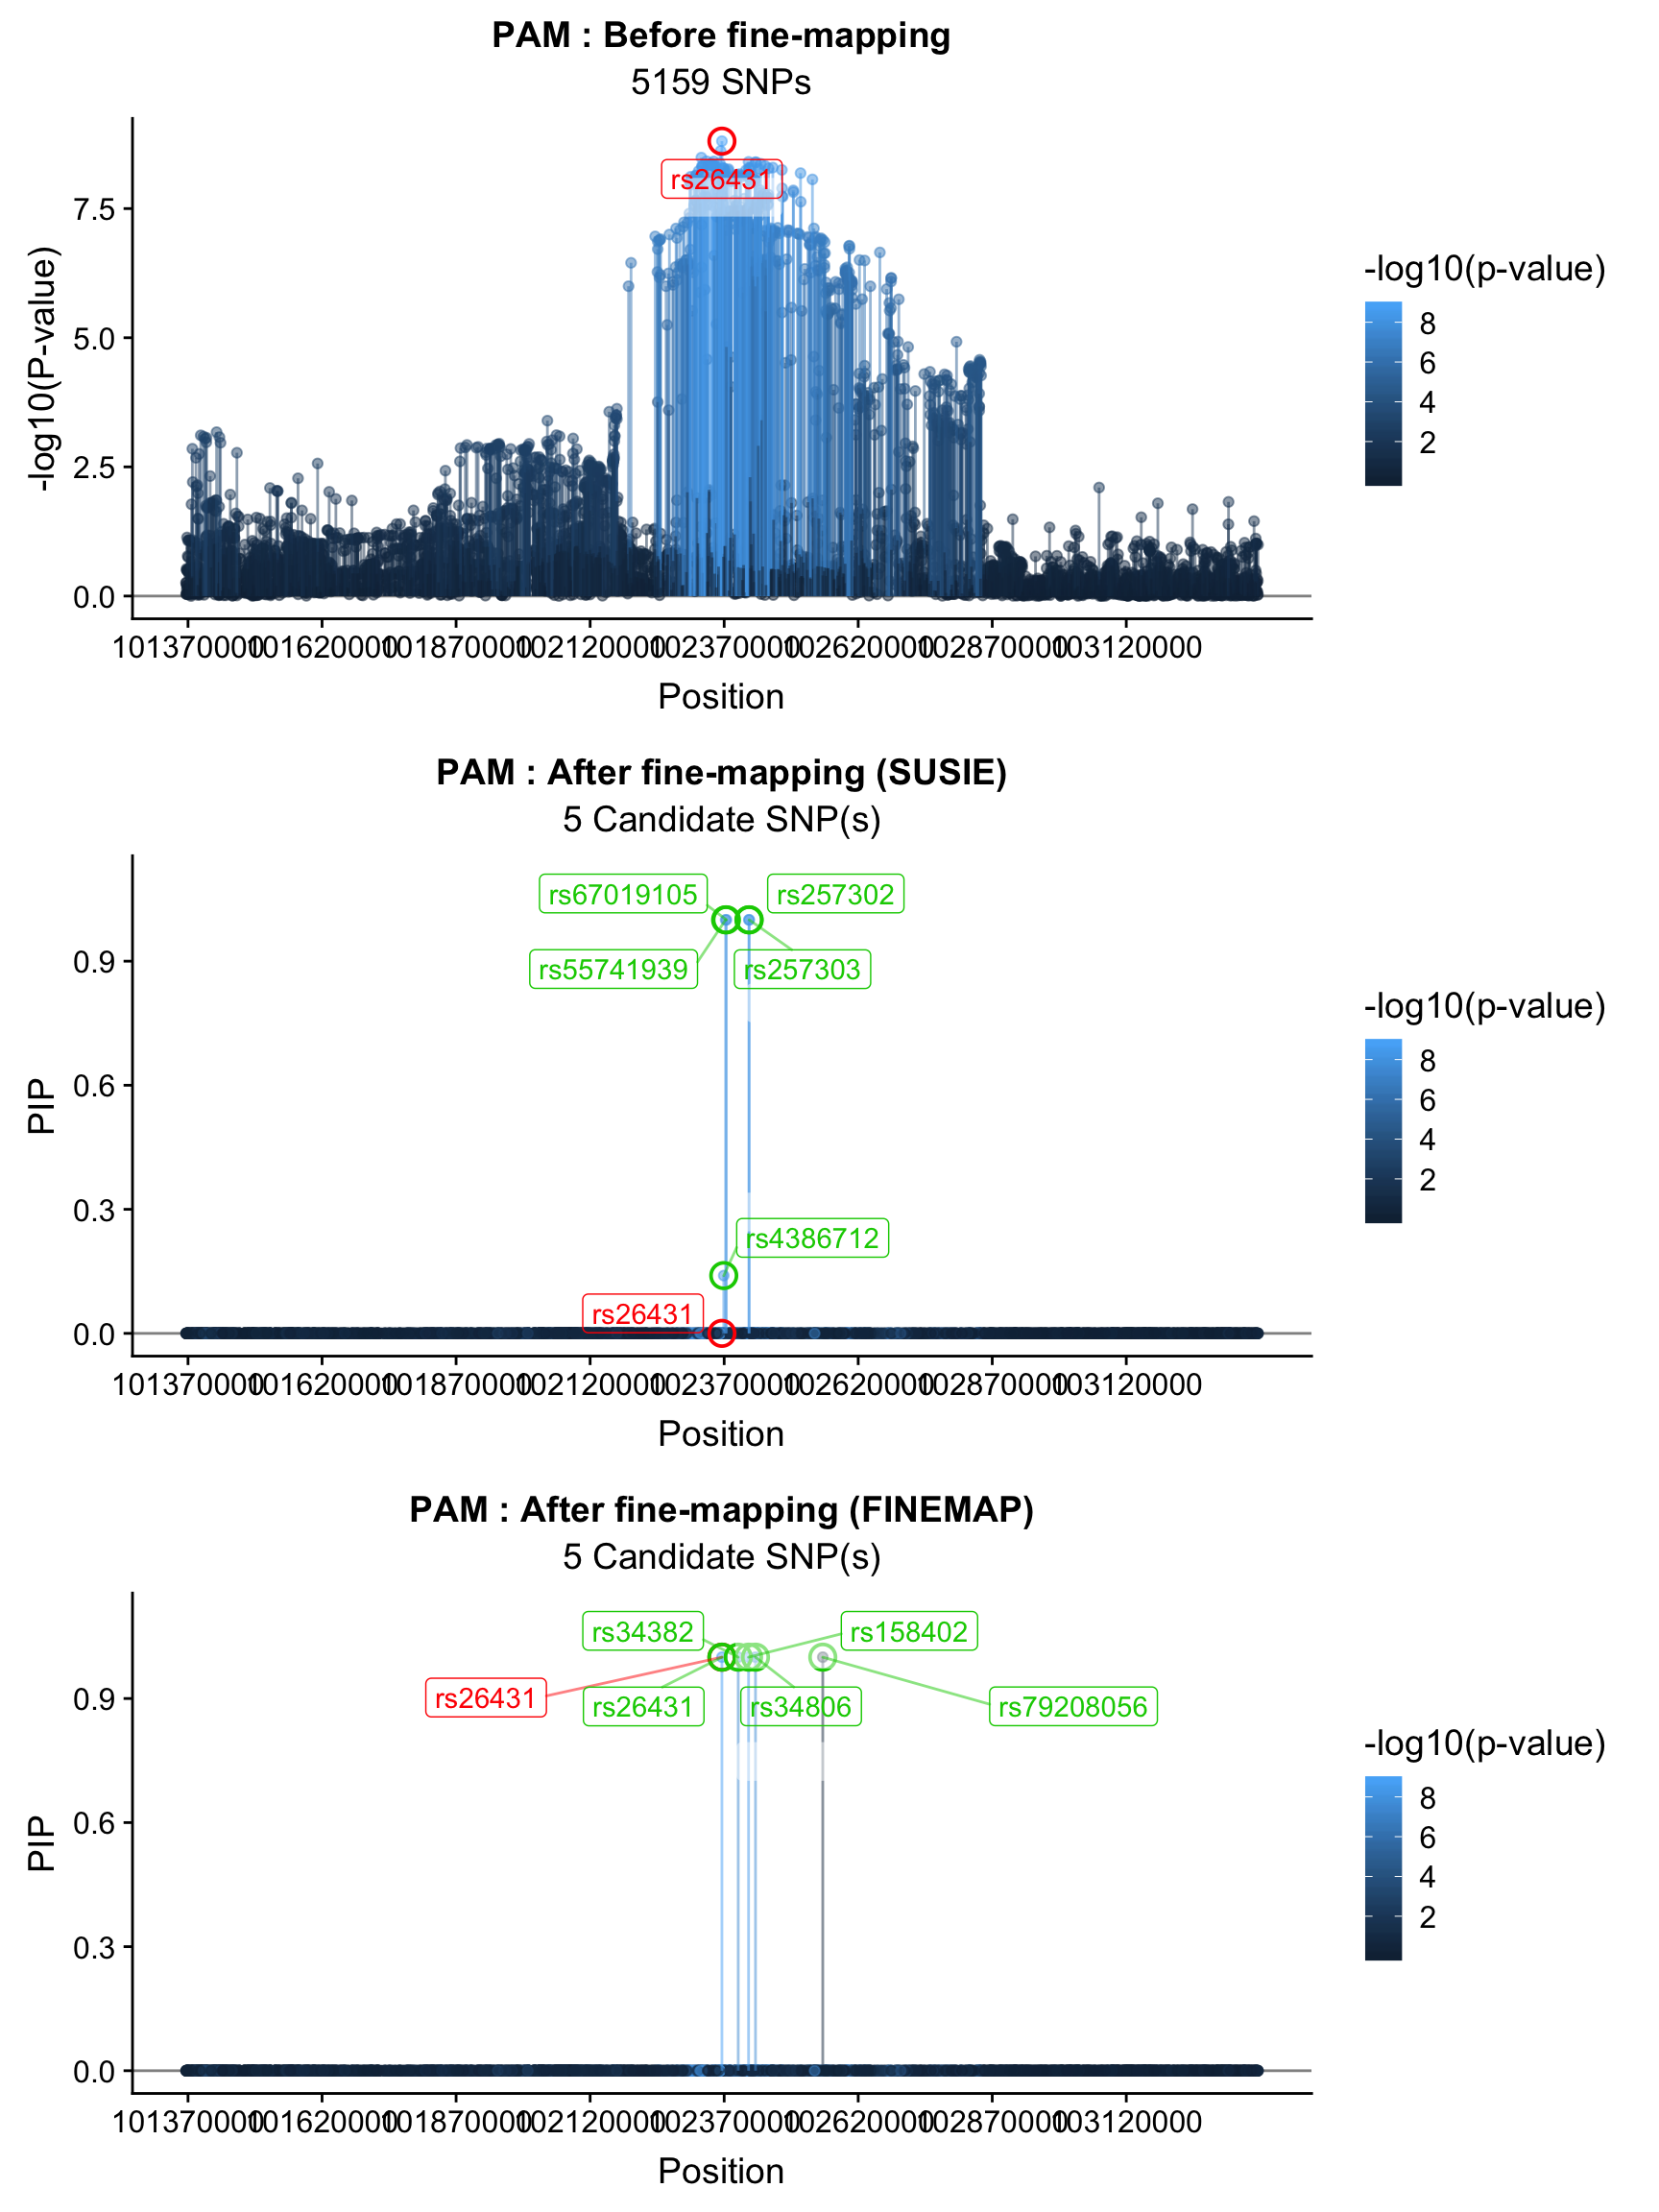 PAM : Before fine-mapping
5159 SNPs
-log10(P-value)
7.5
5.0
2.5
0.0
rs26431
101370000 101620000 101870000 102120000 102370000 102620000 102870000 103120000
Position
-log10(p-value)
8
6
4
2
PAM : After fine-mapping (SUSIE)
5 Candidate SNP(s)
PIP
0.9
0.6
0.3
0.0
rs67019105
rs257302
rs55741939
rs257303
rs4386712
rs26431
101370000 101620000 101870000 102120000 102370000 102620000 102870000 103120000
Position
-log10(p-value)
8
6
4
2
PAM : After fine-mapping (FINEMAP)
5 Candidate SNP(s)
PIP
0.9
0.6
0.3
0.0
rs34382
rs158402
rs26431
rs26431
rs34806
rs79208056
101370000 101620000 101870000 102120000 102370000 102620000 102870000 103120000
Position
-log10(p-value)
8
6
4
2